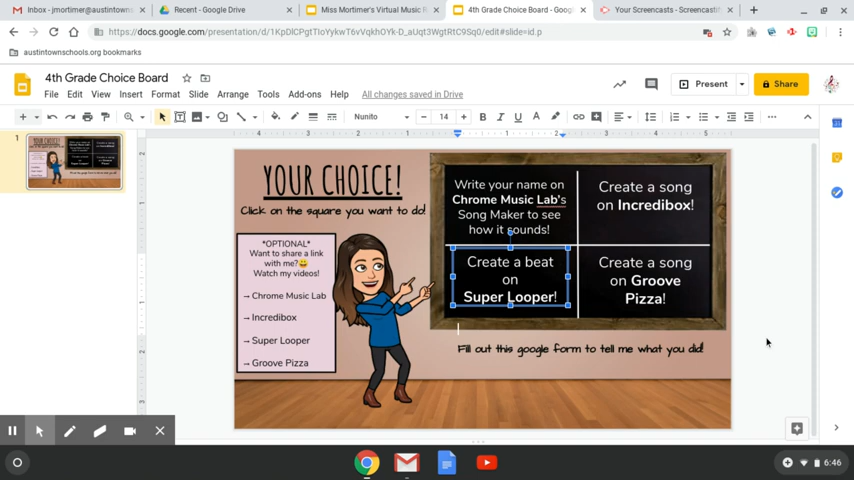 Inbox - jmortimer@austintowns
Recent - Google Drive
Miss Mortimer's Virtual Music R
4th Grade Choice Board - Goog
Your Screencasts - Screencastif
https://docs.google.com/presentation/d/1KpDlCPgtTIoYykwT6vVqkhOYk-D_aUqt3WgtRtC9Sq0/edit#slide=id.p
austintownschools.org bookmarks
4th Grade Choice Board
File Edit View Insert Format Slide Arrange Tools Add-ons Help All changes saved in Drive
Present
Share
Nunito
14
YOUR CHOICE!
Click on the square you want to do!
*OPTIONAL*
Want to share a link
with me?😀
Watch my videos!
→ Chrome Music Lab
→ Incredibox
→ Super Looper
→ Groove Pizza
Write your name on
Chrome Music Lab's
Song Maker to see
how it sounds!
Create a song
on Incredibox!
Create a beat
on
Super Looper!
Create a song
on Groove
Pizza!
Fill out this google form to tell me what you did!
6:46